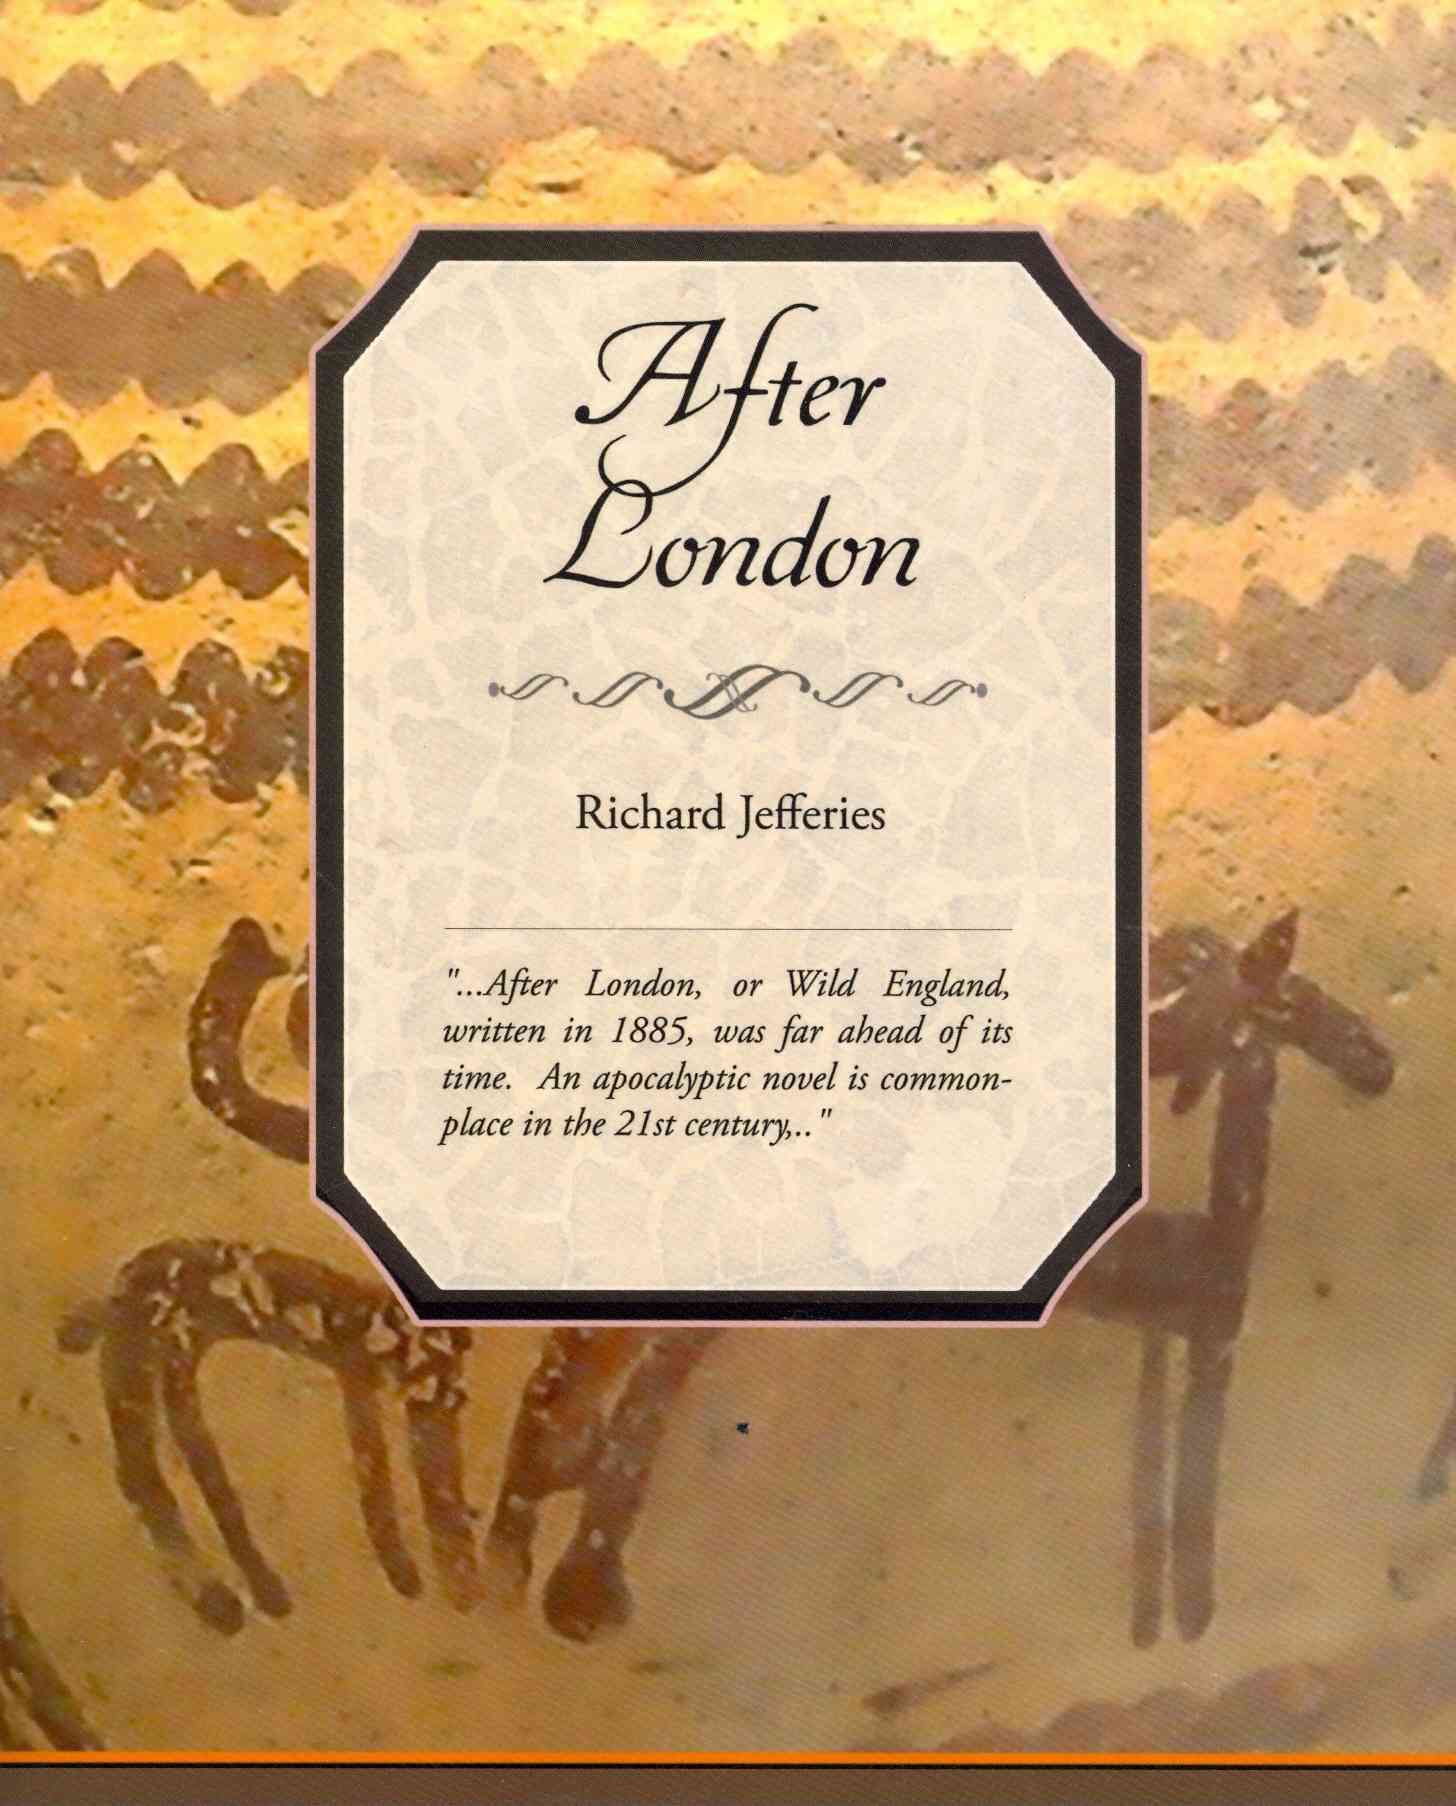 After
London
Richard Jefferies
"...After London, or Wild England,
written in 1885, was far ahead of its
time. An apocalyptic novel is common-
place in the 21st century,.."